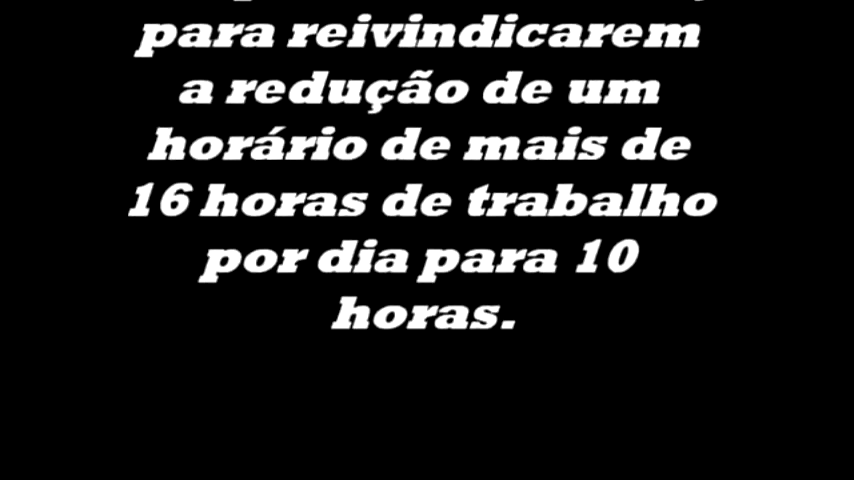 para reivindicarem
a redução de um
horário de mais de
16 horas de trabalho
por dia para 10
horas.